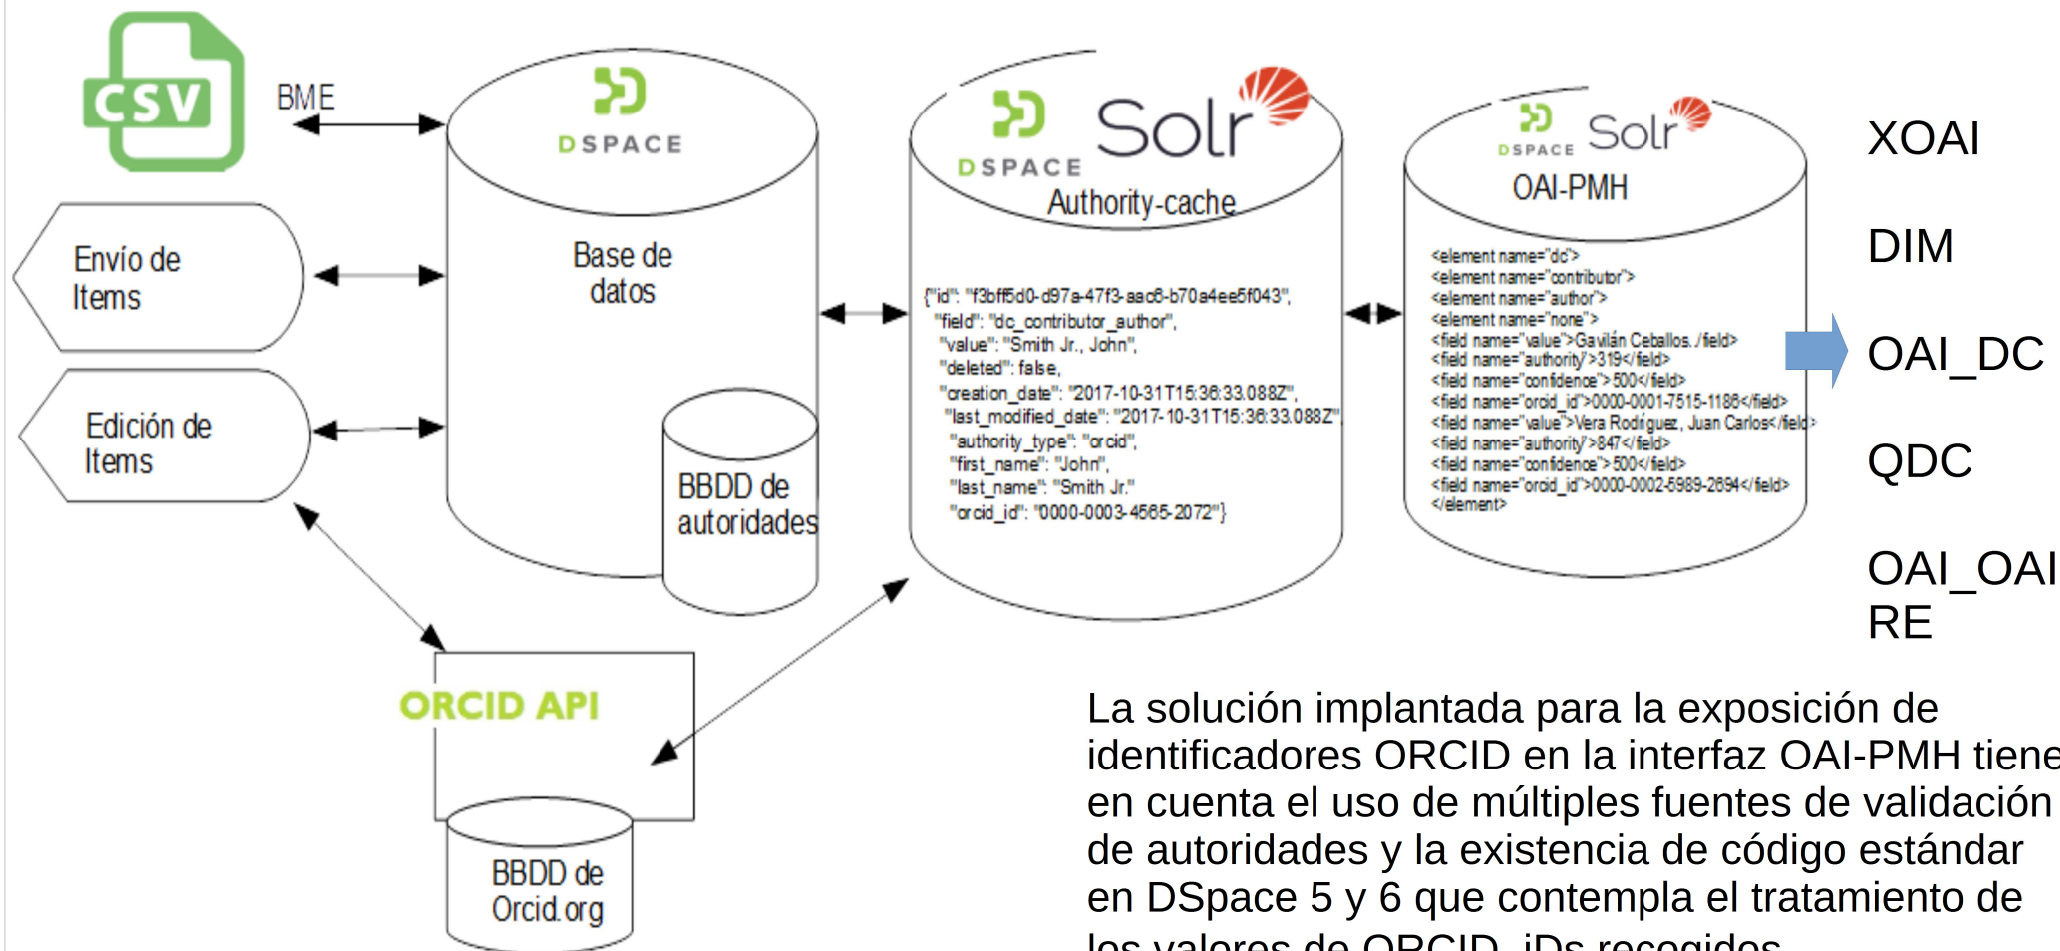 CSV
BME
DSPACE
Envío de
Items
Base de
datos
Edición de
Items
BBDD de
autoridades
ORCID API
BBDD de
Orcid.org
DSPACE
Solr
Authority-cache
{"id": "f3bff5d0-d97a-47f3-aac6-b70a4ee5f043",
"field": "dc_contributor_author",
"value": "Smith Jr., John",
"deleted": false,
"creation_date": "2017-10-31T15:36:33.088Z",
"last_modified_date": "2017-10-31T15:36:33.088Z",
"authority_type": "orcid",
"first_name": "John",
"last_name": "Smith Jr."
"orcid_id": "0000-0003-4565-2072"}
DSPACE
Solr
OAI-PMH
<element name="dc">
<element name="contributor">
<element name="author">
<element name="none">
<field name="value">Gavilán Ceballos./field>
<field name="authority">319</field>
<field name="confidence">500</field>
<field name="orcid_id">0000-0001-7515-1186</field>
<field name="value">Vera Rodríguez, Juan Carlos</field>
<field name="authority">847</field>
<field name="confidence">500</field>
<field name="orcid_id">0000-0002-5989-2694</field>
</element>
XOAI
DIM
OAI_DC
QDC
OAI_OAI
RE
La solución implantada para la exposición de
identificadores ORCID en la interfaz OAI-PMH tiene
en cuenta el uso de múltiples fuentes de validación
de autoridades y la existencia de código estándar
en DSpace 5 y 6 que contempla el tratamiento de
los valores de ORCID_iDs recogidos